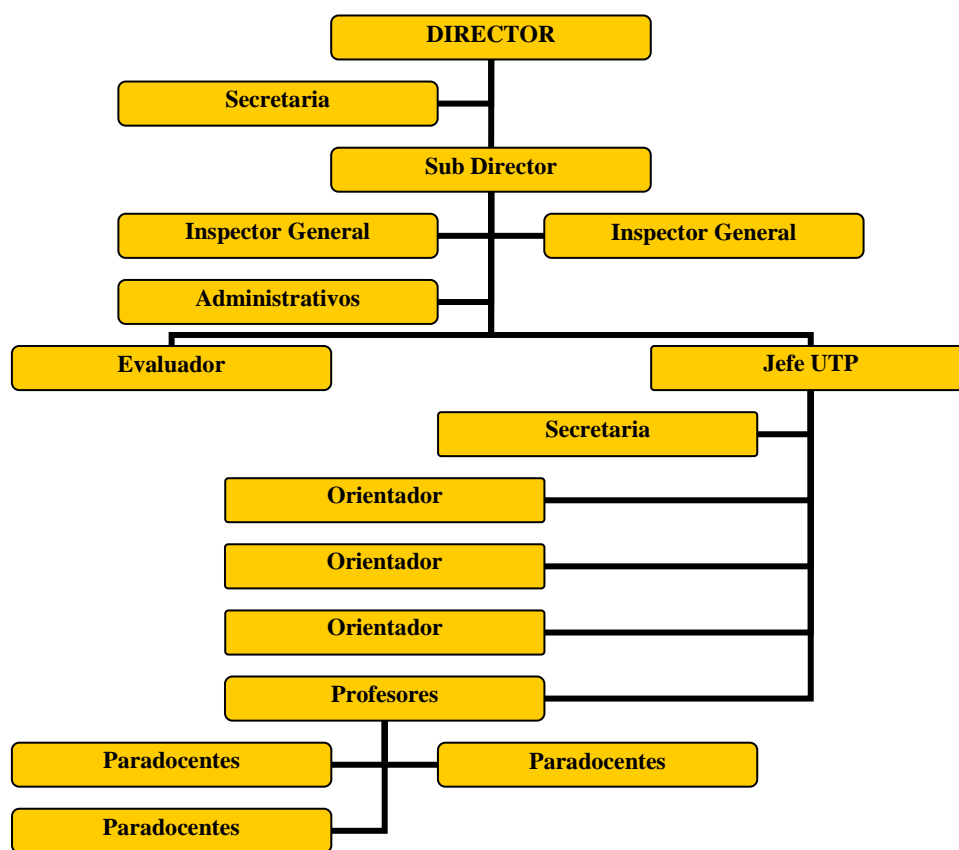 DIRECTOR
Secretaria
Sub Director
Inspector General
Inspector General
Administrativos
Evaluador
Jefe UTP
Secretaria
Orientador
Orientador
Orientador
Profesores
Paradocentes
Paradocentes
Paradocentes